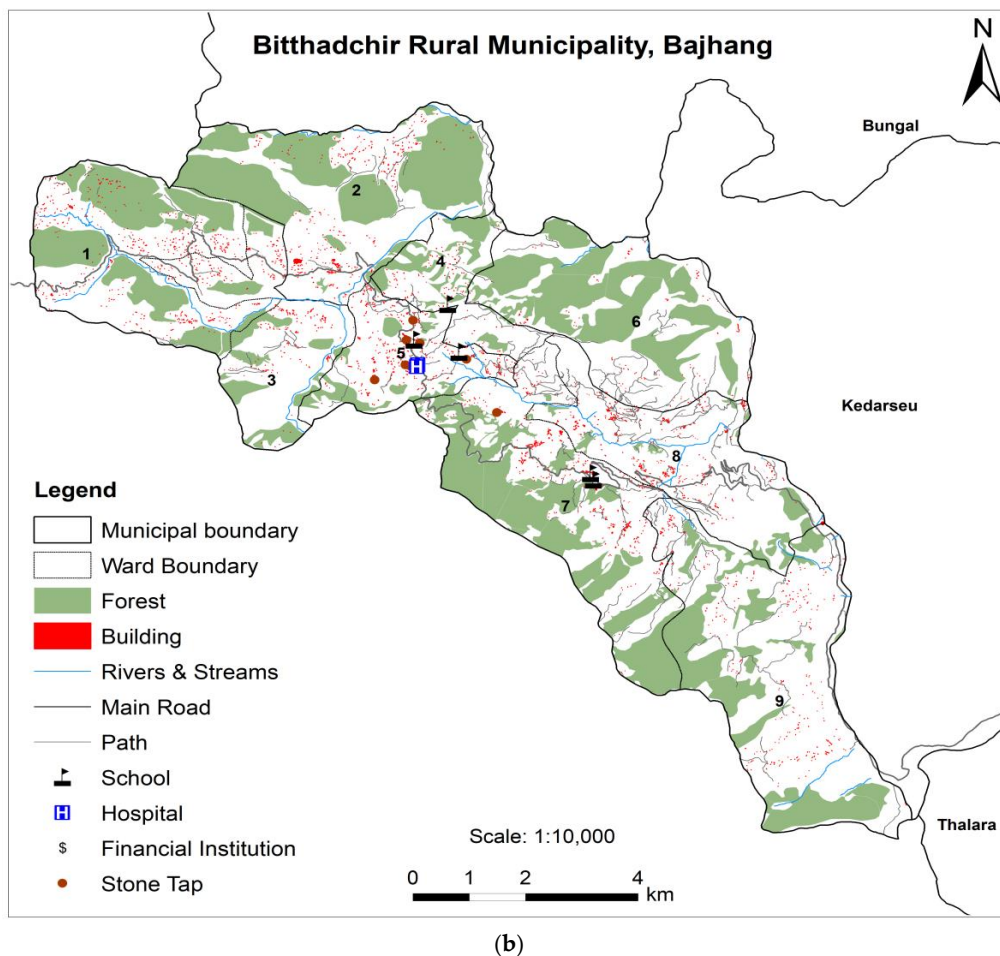 Bitthadchir Rural Municipality, Bajhang
N
Bungal
2
1
4
6
5
H
3
Kedarseu
8
7
9
Thalara
Legend
Municipal boundary
Ward Boundary
Forest
Building
Rivers & Streams
Main Road
Path
School
H Hospital
$ Financial Institution
Stone Tap
Scale: 1:10,000
0 1 2 4
km
(b)